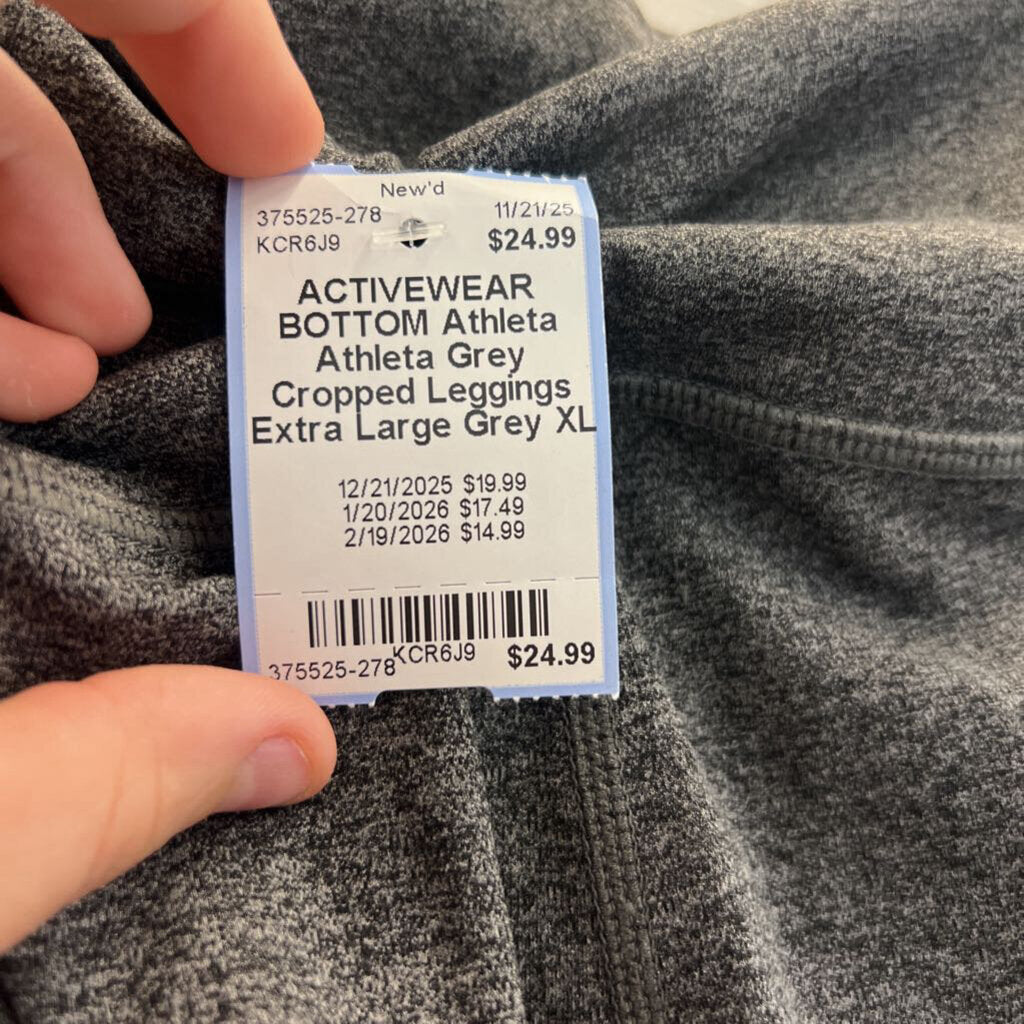 New'd
375525-278 11/21/25
KCR6J9 $24.99
ACTIVEWEAR
BOTTOM Athleta
Athleta Grey
Cropped Leggings
Extra Large Grey XL
12/21/2025 $19.99
1/20/2026 $17.49
2/19/2026 $14.99
375525-278 KCR6J9 $24.99